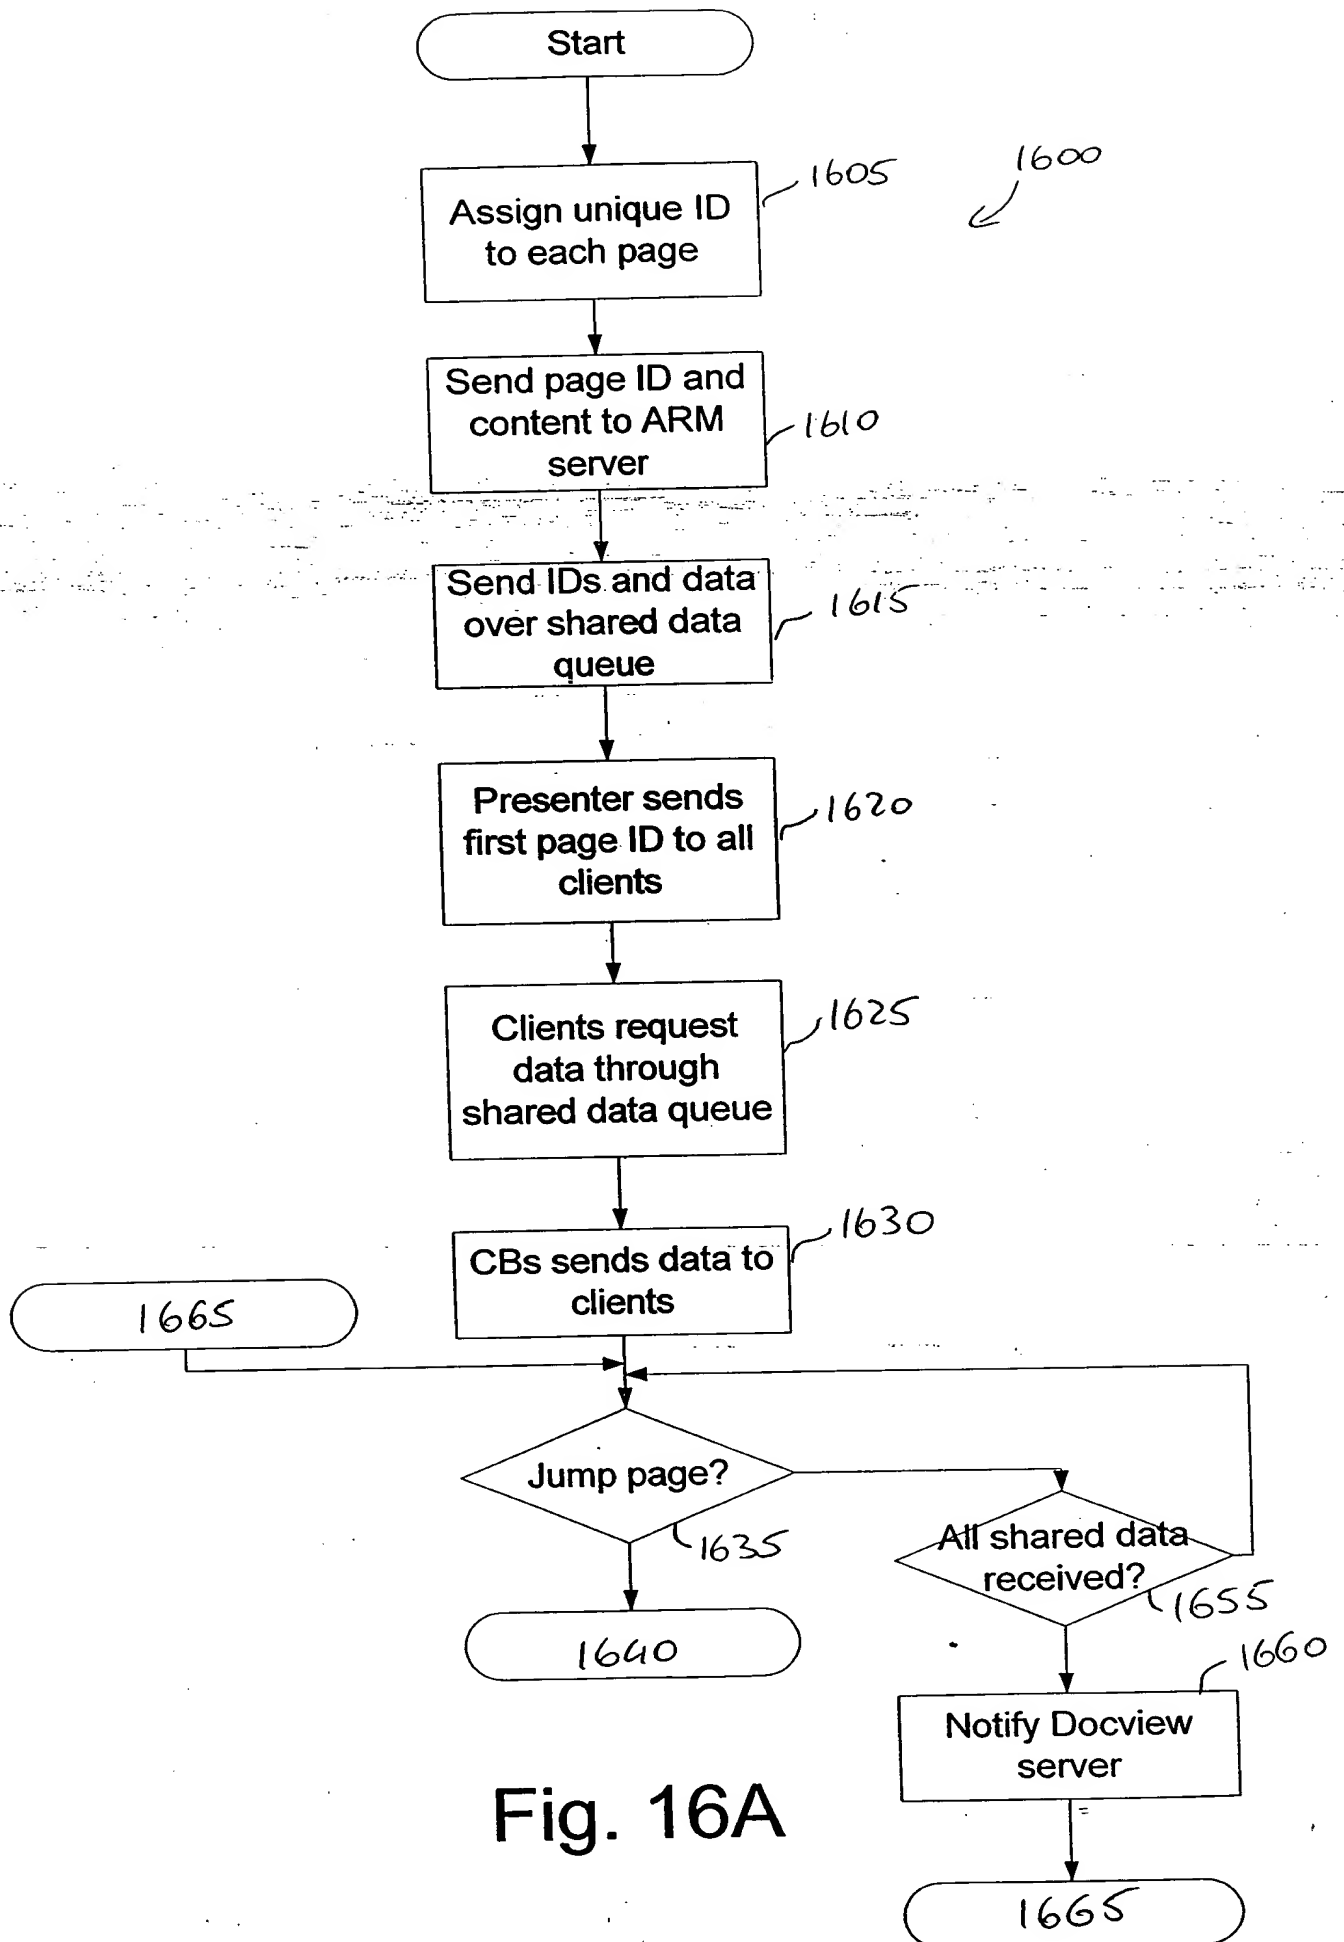 Start
1600
1605
Assign unique ID
to each page
Send page ID and
content to ARM
server
1610
Send IDs and data
over shared data
queue
1615
Presenter sends
first page ID to all
clients
1620
Clients request
data through
shared data queue
1625
1630
CBs sends data to
clients
1665
Jump page?
1635
All shared data
received?
1655
1640
1660
Notify Docview
server
Fig. 16A
1665